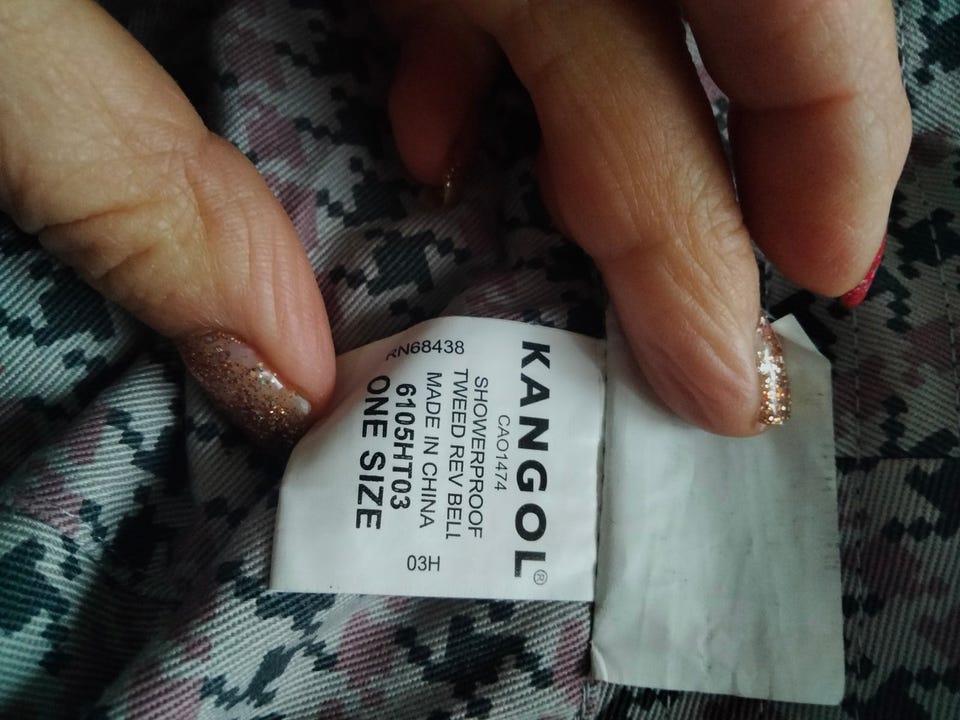 KANGOL®
CA01474
SHOWERPROOF
TWEED REV BELL
MADE IN CHINA
03H
6105HT03
ONE SIZE
RN68438